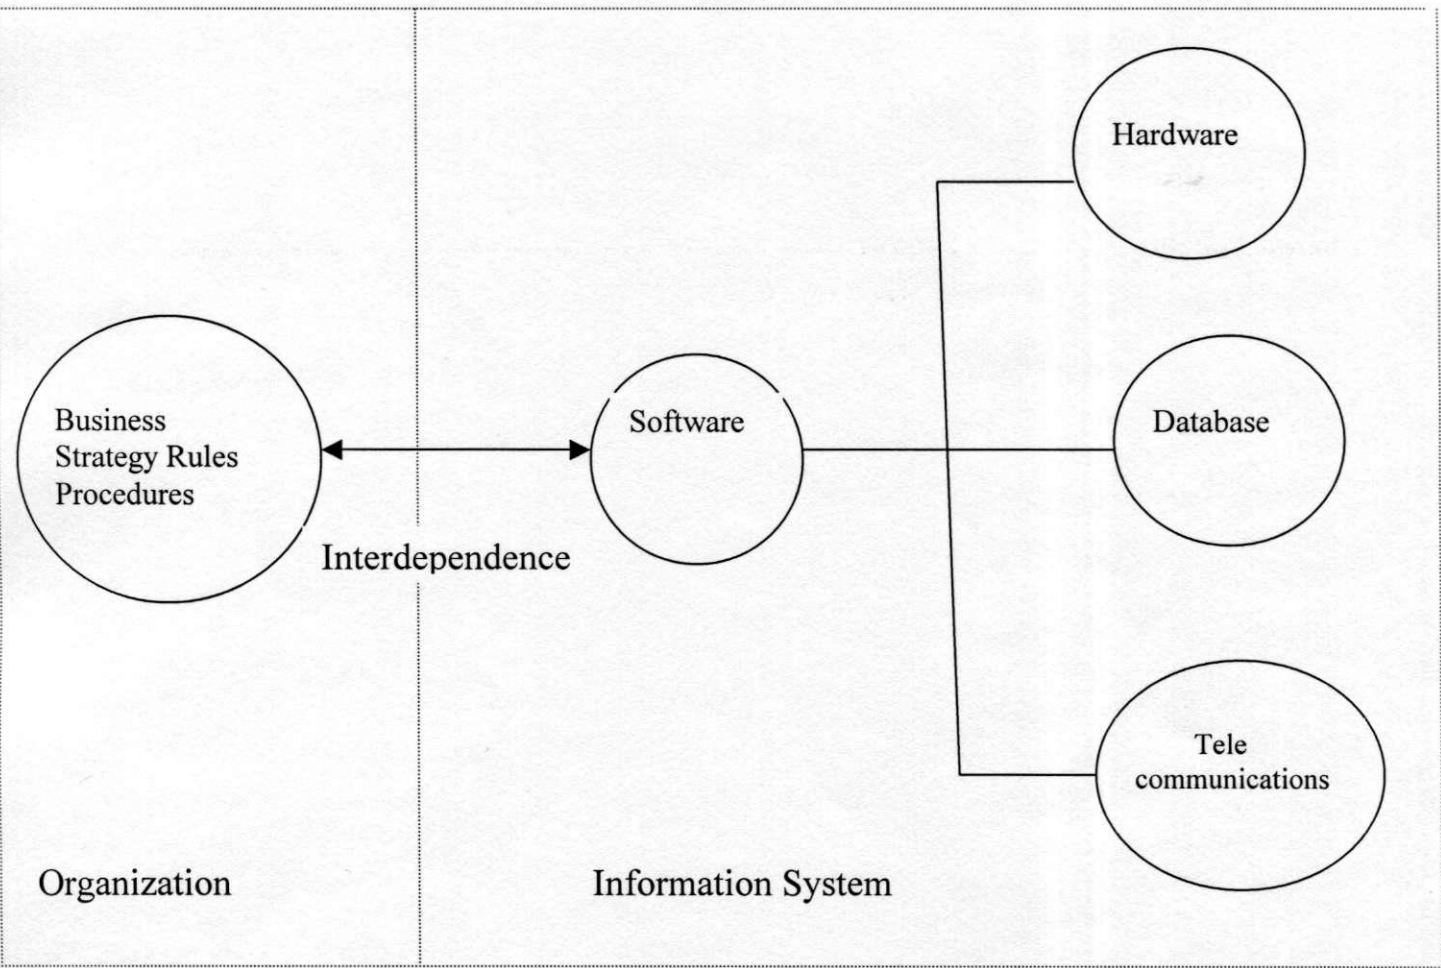 Hardware
Business
Strategy Rules
Procedures
Software
Database
Interdependence
Tele
communications
Organization
Information System